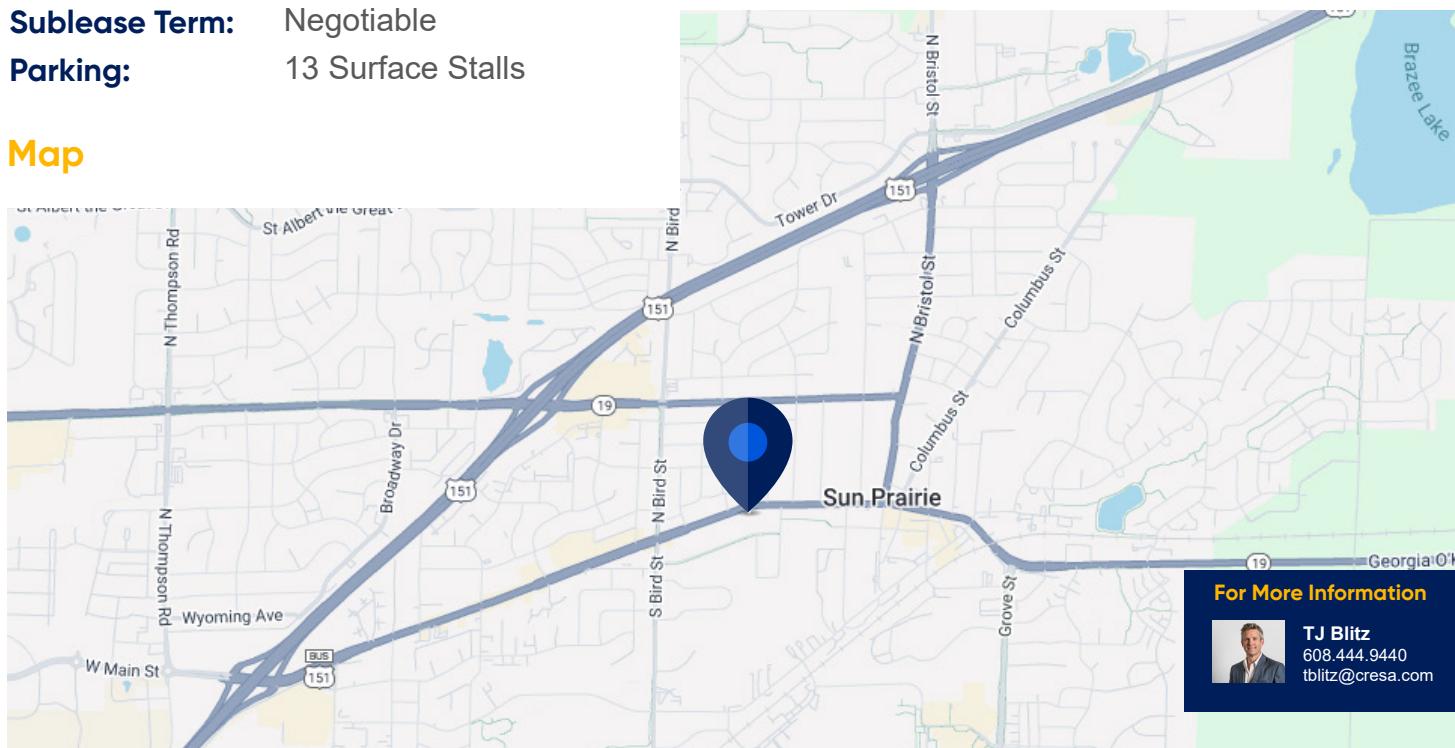 Sublease Term: Negotiable
Parking: 13 Surface Stalls
Map
N Bristol St
Brazee Lake
151
Tower Dr
St Albert the Great
N Thompson Rd
N Bird
151
N Bristol St
Columbus St
19
Broadway Dr
Columbus St
151
N Bird St
Sun Prairie
N Thompson Rd
S Bird St
19
Georgia O'K
Grove St
Wyoming Ave
W Main St
BUS
151
For More Information
TJ Blitz
608.444.9440
tblitz@cresa.com